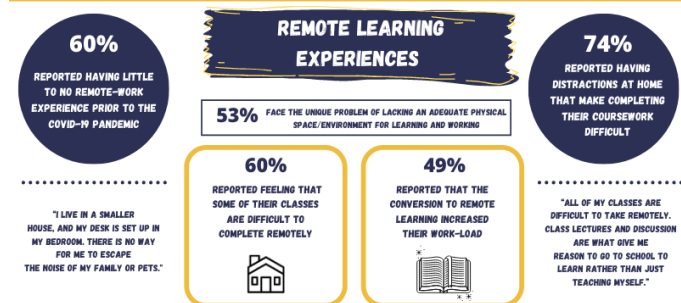 REMOTE LEARNING
EXPERIENCES
60%
REPORTED HAVING LITTLE
TO NO REMOTE-WORK
EXPERIENCE PRIOR TO THE
COVID-19 PANDEMIC
74%
REPORTED HAVING
DISTRACTIONS AT HOME
THAT MAKE COMPLETING
THEIR COURSEWORK
DIFFICULT
53% FACE THE UNIQUE PROBLEM OF LACKING AN ADEQUATE PHYSICAL
SPACE/ENVIRONMENT FOR LEARNING AND WORKING
60%
REPORTED FEELING THAT
SOME OF THEIR CLASSES
ARE DIFFICULT TO
COMPLETE REMOTELY
49%
REPORTED THAT THE
CONVERSION TO REMOTE
LEARNING INCREASED
THEIR WORK-LOAD
"I LIVE IN A SMALLER
HOUSE, AND MY DESK IS SET UP IN
MY BEDROOM. THERE IS NO WAY
FOR ME TO ESCAPE
THE NOISE OF MY FAMILY OR PETS."
"ALL OF MY CLASSES ARE
DIFFICULT TO TAKE REMOTELY.
CLASS LECTURES AND DISCUSSION
ARE WHAT GIVE ME
REASON TO GO TO SCHOOL TO
LEARN RATHER THAN JUST
TEACHING MYSELF."